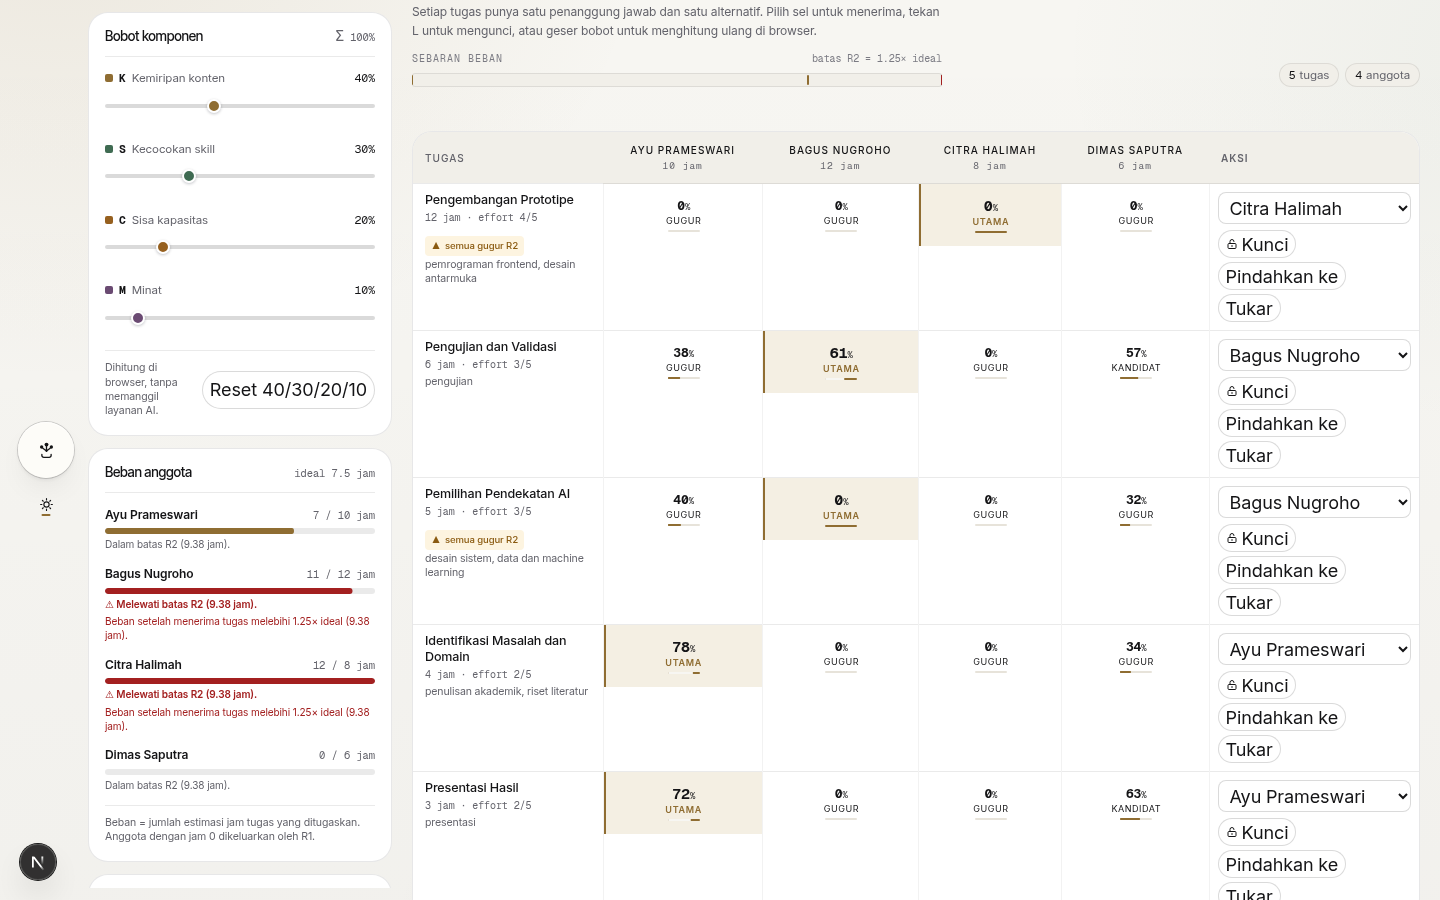 Bobot komponen Σ 100%
K Kemiripan konten 40%
S Kecocokan skill 30%
C Sisa kapasitas 20%
M Minat 10%
Dihitung di
browser, tanpa
memanggil
layanan AI.
Reset 40/30/20/10
Beban anggota ideal 7.5 jam
Ayu Prameswari 7 / 10 jam
Dalam batas R2 (9.38 jam).
Bagus Nugroho 11 / 12 jam
⚠ Melewati batas R2 (9.38 jam).
Beban setelah menerima tugas melebihi 1.25× ideal (9.38
jam).
Citra Halimah 12 / 8 jam
⚠ Melewati batas R2 (9.38 jam).
Beban setelah menerima tugas melebihi 1.25× ideal (9.38
jam).
Dimas Saputra 0 / 6 jam
Dalam batas R2 (9.38 jam).
Beban = jumlah estimasi jam tugas yang ditugaskan.
Anggota dengan jam 0 dikeluarkan oleh R1.
N
Setiap tugas punya satu penanggung jawab dan satu alternatif. Pilih sel untuk menerima, tekan
L untuk mengunci, atau geser bobot untuk menghitung ulang di browser.
SEBARAN BEBAN batas R2 = 1.25× ideal
5 tugas 4 anggota
TUGAS AYU PRAMESWARI BAGUS NUGROHO CITRA HALIMAH DIMAS SAPUTRA AKSI
10 jam 12 jam 8 jam 6 jam
Pengembangan Prototipe
12 jam · effort 4/5
▲ semua gugur R2
pemrograman frontend, desain
antarmuka
0% 0% 0% 0%
GUGUR GUGUR UTAMA GUGUR
Citra Halimah
Kunci
Pindahkan ke
Tukar
Pengujian dan Validasi
6 jam · effort 3/5
pengujian
38% 61% 0% 57%
GUGUR UTAMA GUGUR KANDIDAT
Bagus Nugroho
Kunci
Pindahkan ke
Tukar
Pemilihan Pendekatan AI
5 jam · effort 3/5
▲ semua gugur R2
desain sistem, data dan machine
learning
40% 0% 0% 32%
GUGUR UTAMA GUGUR GUGUR
Bagus Nugroho
Kunci
Pindahkan ke
Tukar
Identifikasi Masalah dan
Domain
4 jam · effort 2/5
penulisan akademik, riset literatur
78% 0% 0% 34%
UTAMA GUGUR GUGUR GUGUR
Ayu Prameswari
Kunci
Pindahkan ke
Tukar
Presentasi Hasil
3 jam · effort 2/5
presentasi
72% 0% 0% 63%
UTAMA GUGUR GUGUR KANDIDAT
Ayu Prameswari
Kunci
Pindahkan ke
Tukar